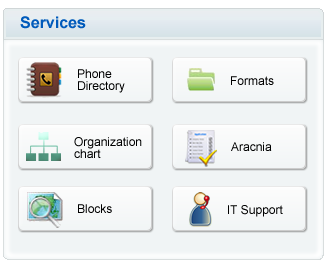 Services
Phone
Directory
Formats
Organization
chart
Aracnia
Blocks
IT Support